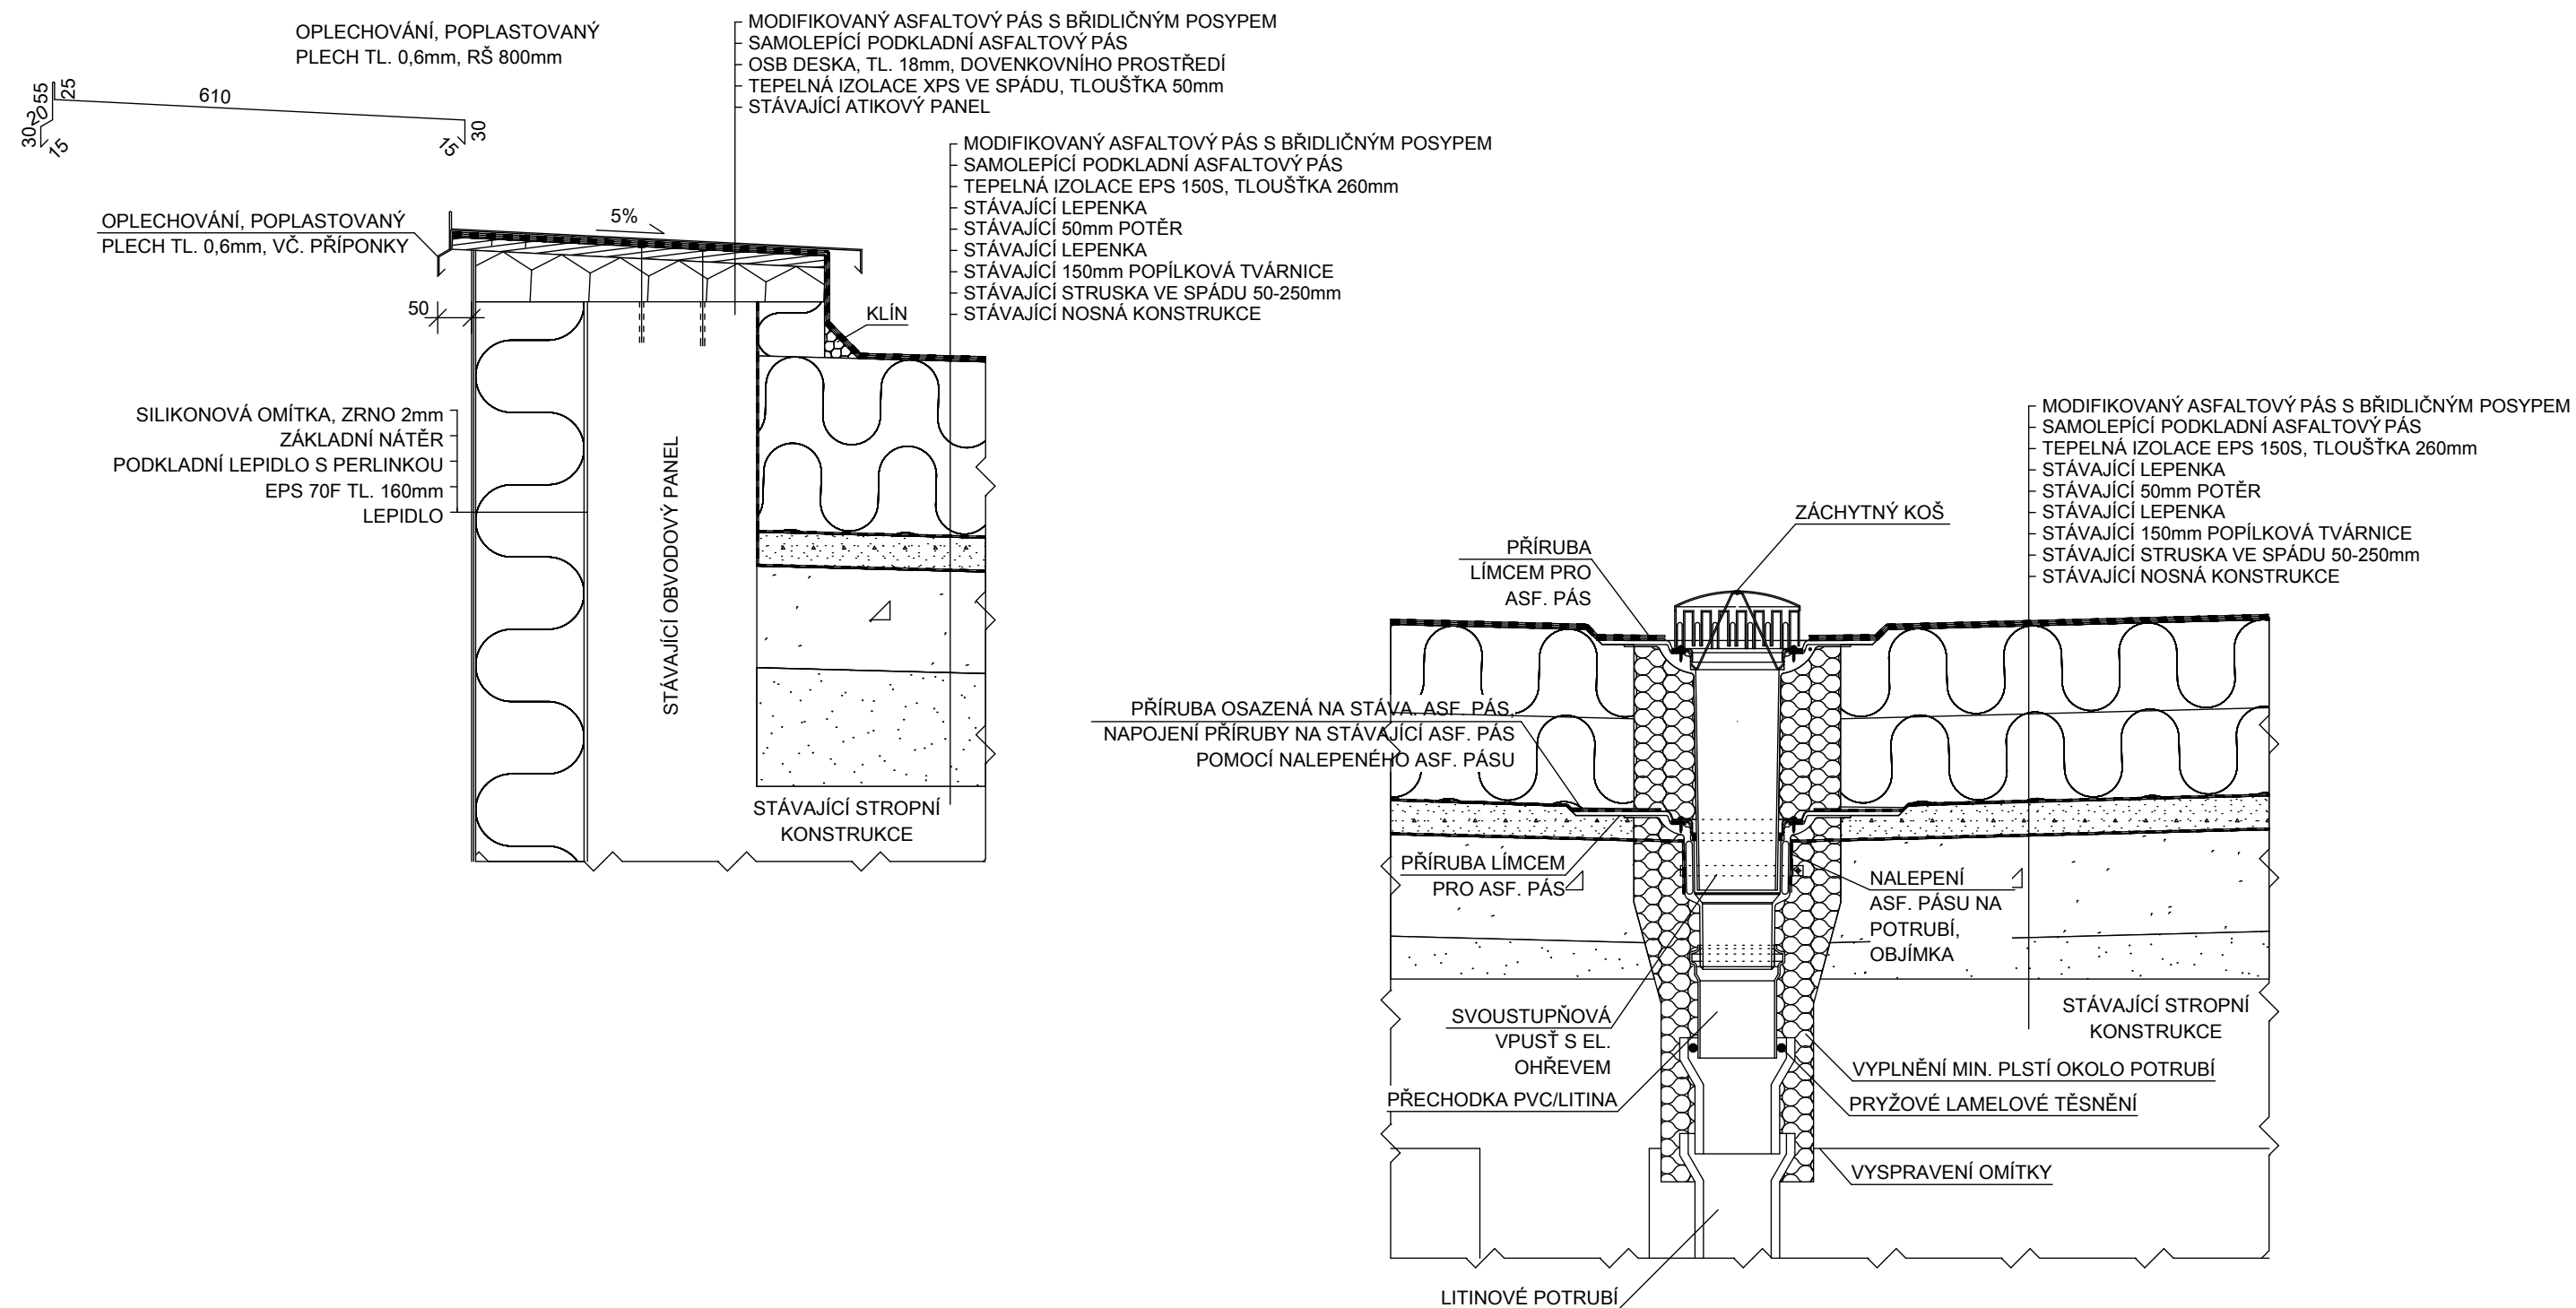 OPLECHOVÁNÍ, POPLASTOVANÝ
PLECH TL. 0,6mm, RŠ 800mm
55
25
20
30
15
610
30
15
MODIFIKOVANÝ ASFALTOVÝ PÁS S BŘIDLIČNÝM POSYPEM
SAMOLEPÍCÍ PODKLADNÍ ASFALTOVÝ PÁS
OSB DESKA, TL. 18mm, DOVENKOVNÍHO PROSTŘEDÍ
TEPELNÁ IZOLACE XPS VE SPÁDU, TLOUŠŤKA 50mm
STÁVAJÍCÍ ATIKOVÝ PANEL
MODIFIKOVANÝ ASFALTOVÝ PÁS S BŘIDLIČNÝM POSYPEM
SAMOLEPÍCÍ PODKLADNÍ ASFALTOVÝ PÁS
TEPELNÁ IZOLACE EPS 150S, TLOUŠŤKA 260mm
STÁVAJÍCÍ LEPENKA
STÁVAJÍCÍ 50mm POTĚR
STÁVAJÍCÍ LEPENKA
STÁVAJÍCÍ 150mm POPÍLKOVÁ TVÁRNICE
STÁVAJÍCÍ STRUSKA VE SPÁDU 50-250mm
STÁVAJÍCÍ NOSNÁ KONSTRUKCE
OPLECHOVÁNÍ, POPLASTOVANÝ
PLECH TL. 0,6mm, VČ. PŘÍPONKY
5%
50
KLÍN
SILIKONOVÁ OMÍTKA, ZRNO 2mm
ZÁKLADNÍ NÁTĚR
PODKLADNÍ LEPIDLO S PERLINKOU
EPS 70F TL. 160mm
LEPIDLO
STÁVAJÍCÍ OBVODOVÝ PANEL
STÁVAJÍCÍ STROPNÍ
KONSTRUKCE
MODIFIKOVANÝ ASFALTOVÝ PÁS S BŘIDLIČNÝM POSYPEM
SAMOLEPÍCÍ PODKLADNÍ ASFALTOVÝ PÁS
TEPELNÁ IZOLACE EPS 150S, TLOUŠŤKA 260mm
STÁVAJÍCÍ LEPENKA
STÁVAJÍCÍ 50mm POTĚR
STÁVAJÍCÍ LEPENKA
STÁVAJÍCÍ 150mm POPÍLKOVÁ TVÁRNICE
STÁVAJÍCÍ STRUSKA VE SPÁDU 50-250mm
STÁVAJÍCÍ NOSNÁ KONSTRUKCE
ZÁCHYTNÝ KOŠ
PŘÍRUBA
LÍMCEM PRO
ASF. PÁS
PŘÍRUBA OSAZENÁ NA STÁVA. ASF. PÁS,
NAPOJENÍ PŘÍRUBY NA STÁVAJÍCÍ ASF. PÁS
POMOCÍ NALEPENÉHO ASF. PÁSU
PŘÍRUBA LÍMCEM
PRO ASF. PÁS
NALEPENÍ
ASF. PÁSU NA
POTRUBÍ,
OBJÍMKA
SVOUSTUPŇOVÁ
VPUSŤ S EL.
OHŘEVEM
STÁVAJÍCÍ STROPNÍ
KONSTRUKCE
VYPLNĚNÍ MIN. PLSTÍ OKOLO POTRUBÍ
PŘECHODKA PVC/LITINA
PRYŽOVÉ LAMELOVÉ TĚSNĚNÍ
VYSPRAVENÍ OMÍTKY
LITINOVÉ POTRUBÍ